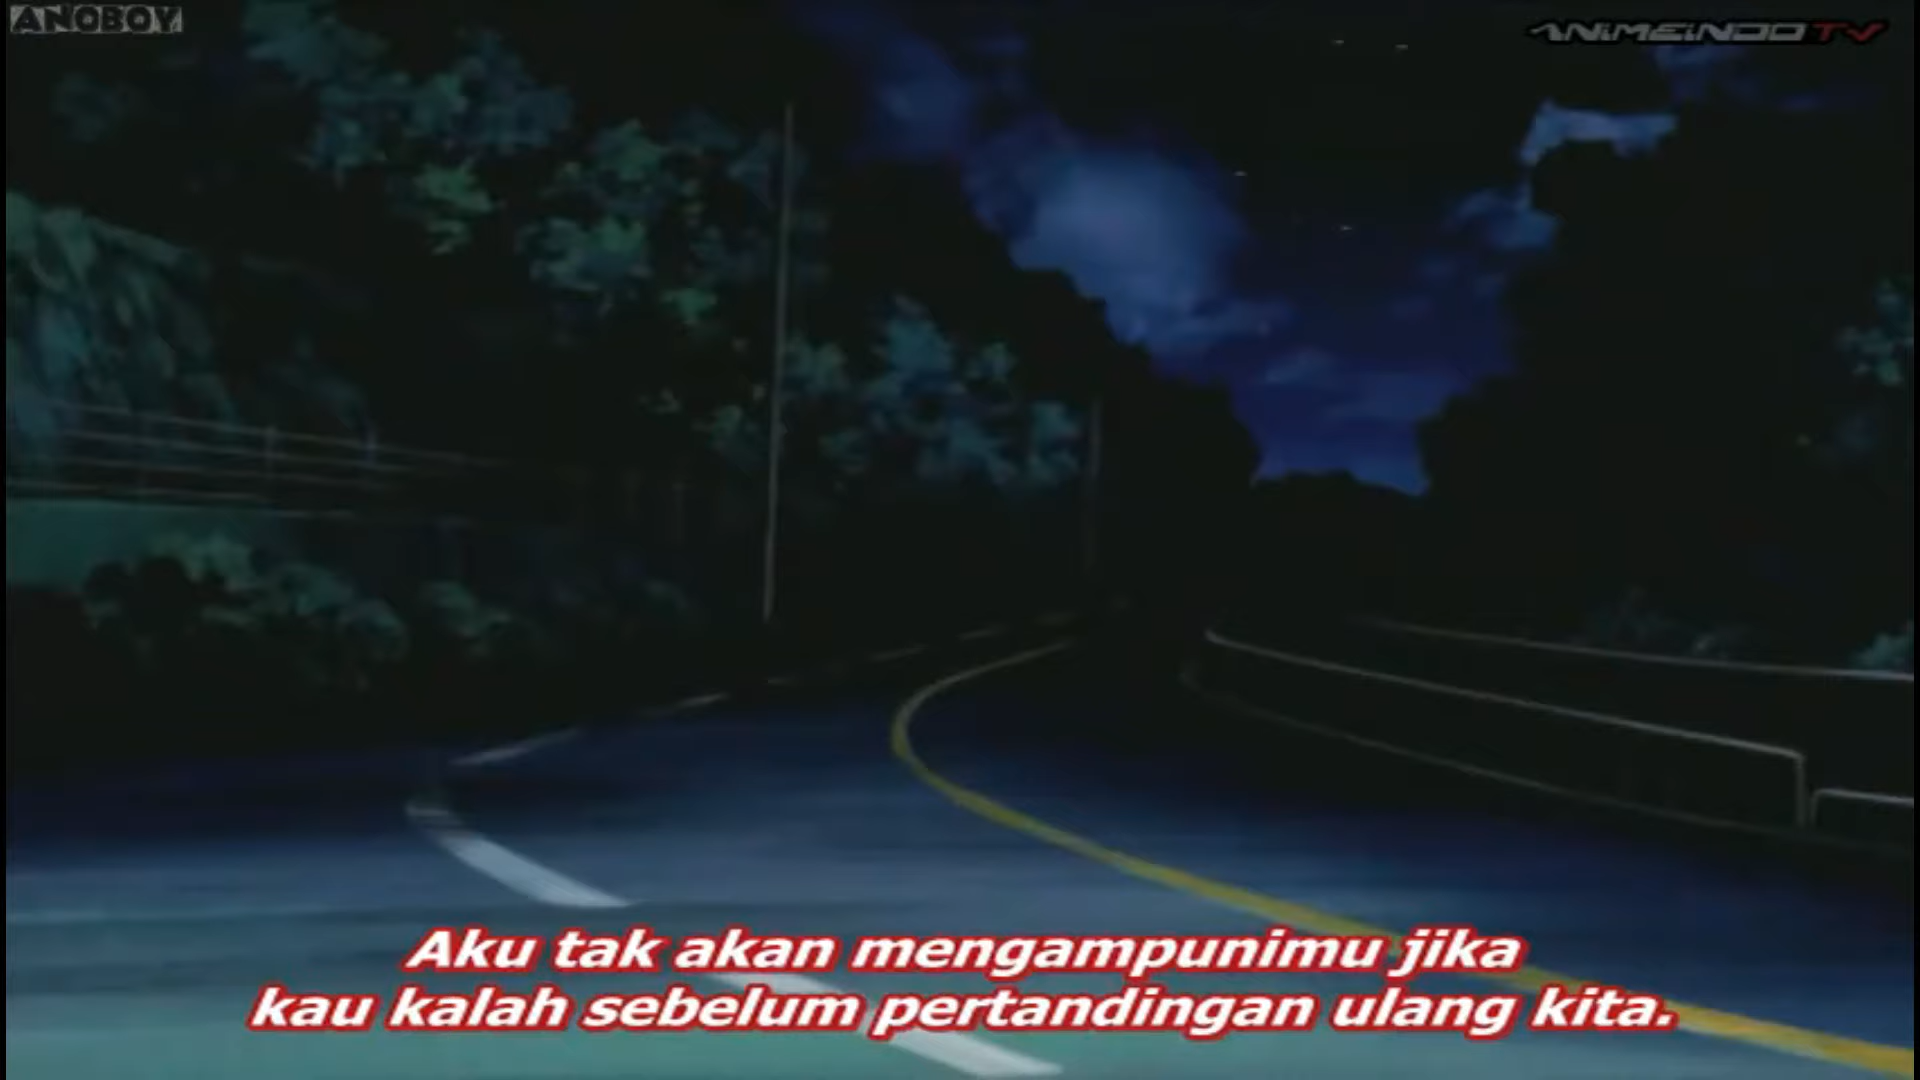 ANOBOY
ANIMEINDO TV
Aku tak akan mengampunimu jika
kau kalah sebelum pertandingan ulang kita.